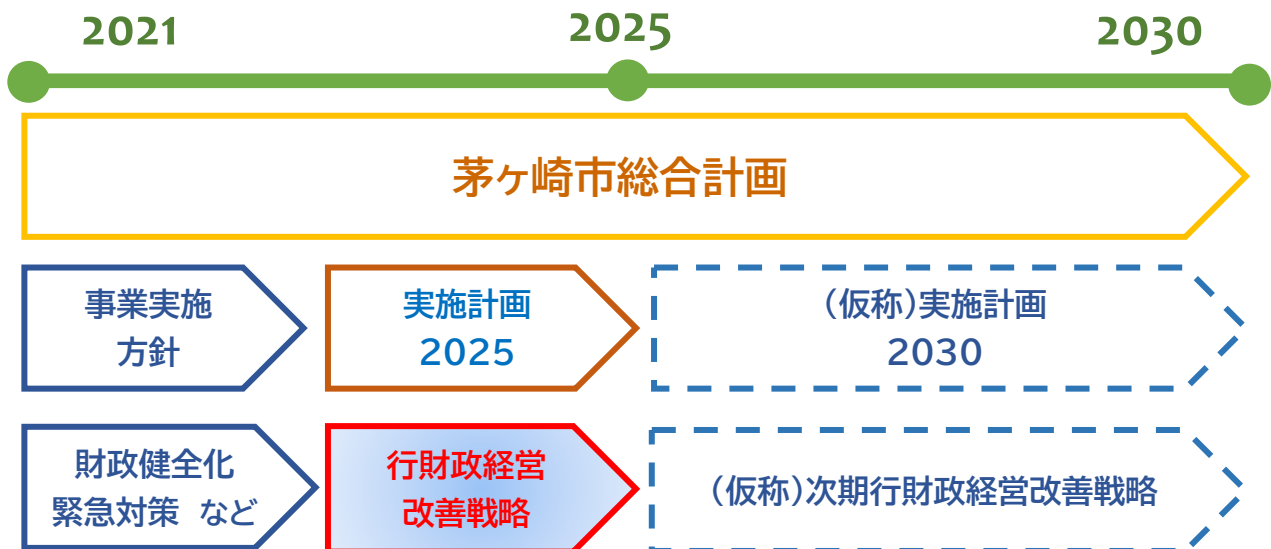 2021
2025
2030
茅ヶ崎市総合計画
事業実施
方針
実施計画
2025
(仮称)実施計画
2030
財政健全化
緊急対策 など
行財政経営
改善戦略
(仮称)次期行財政経営改善戦略